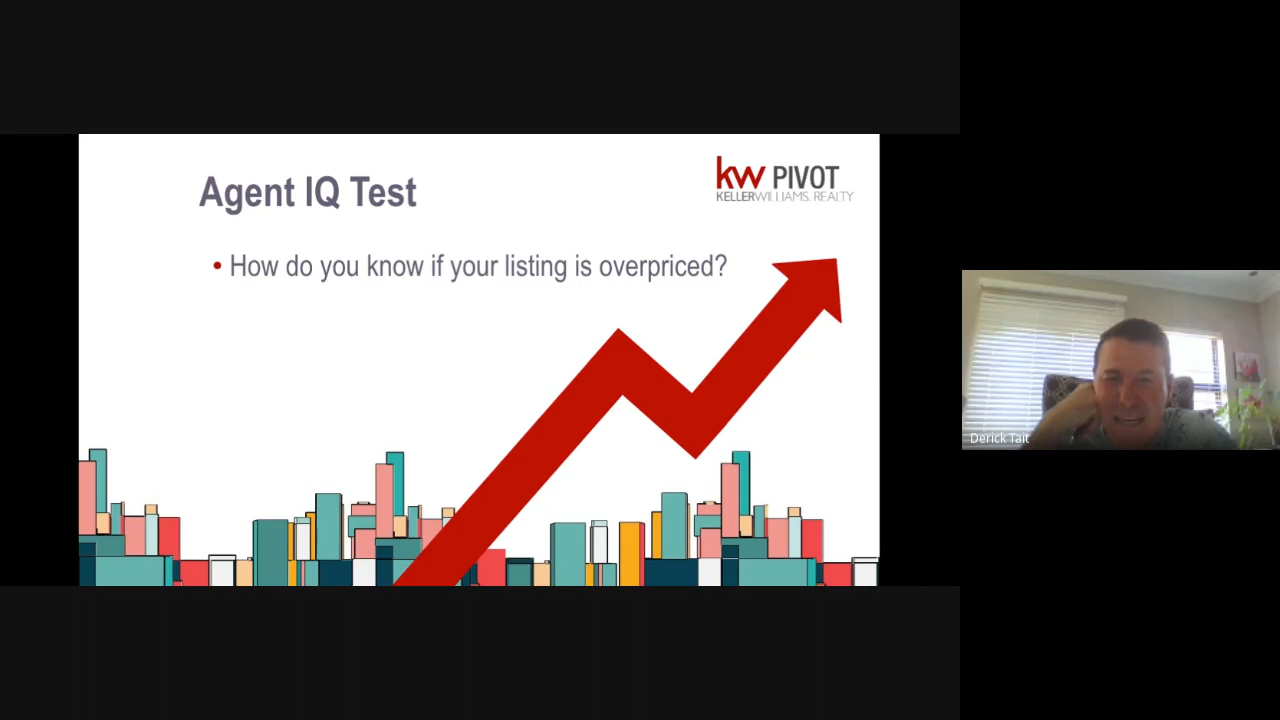 Agent IQ Test
kw PIVOT
KELLERWILLIAMS. REALTY
• How do you know if your listing is overpriced?
Derick Tait